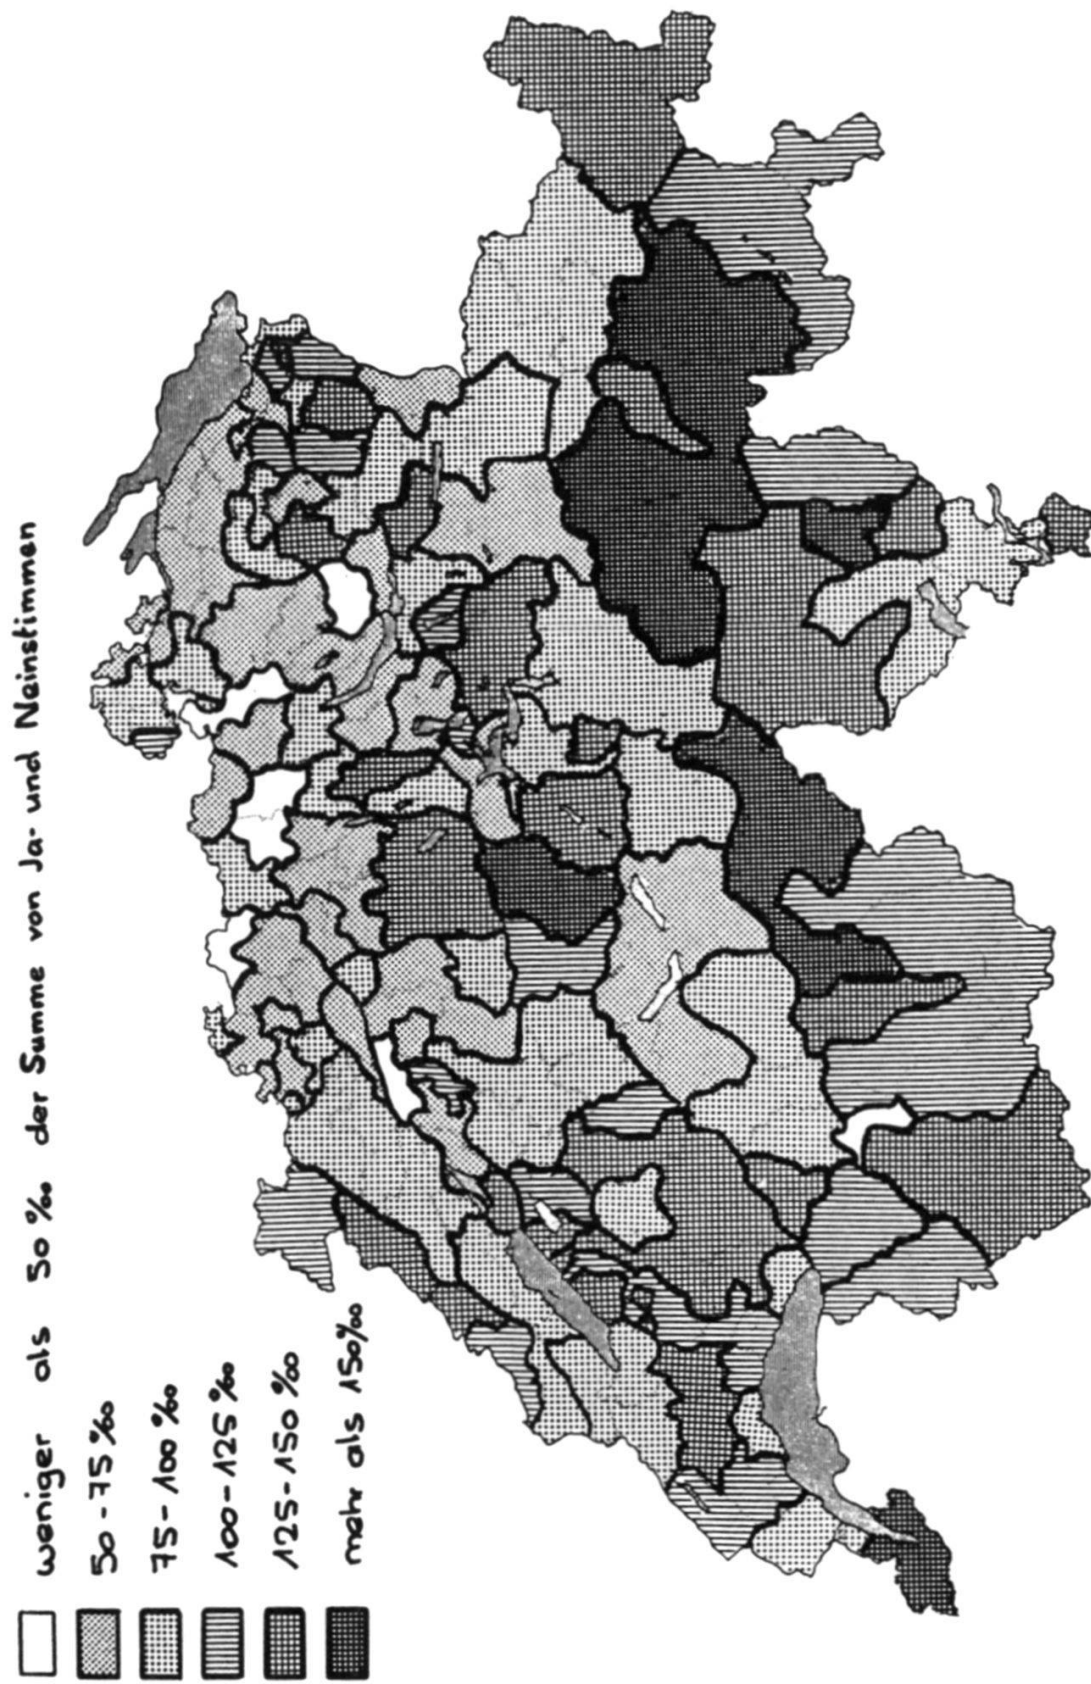 weniger als 50‰ der Summe von Ja- und Neinstimmen
50-75‰
75-100‰
100-125‰
125-150‰
mehr als 150‰